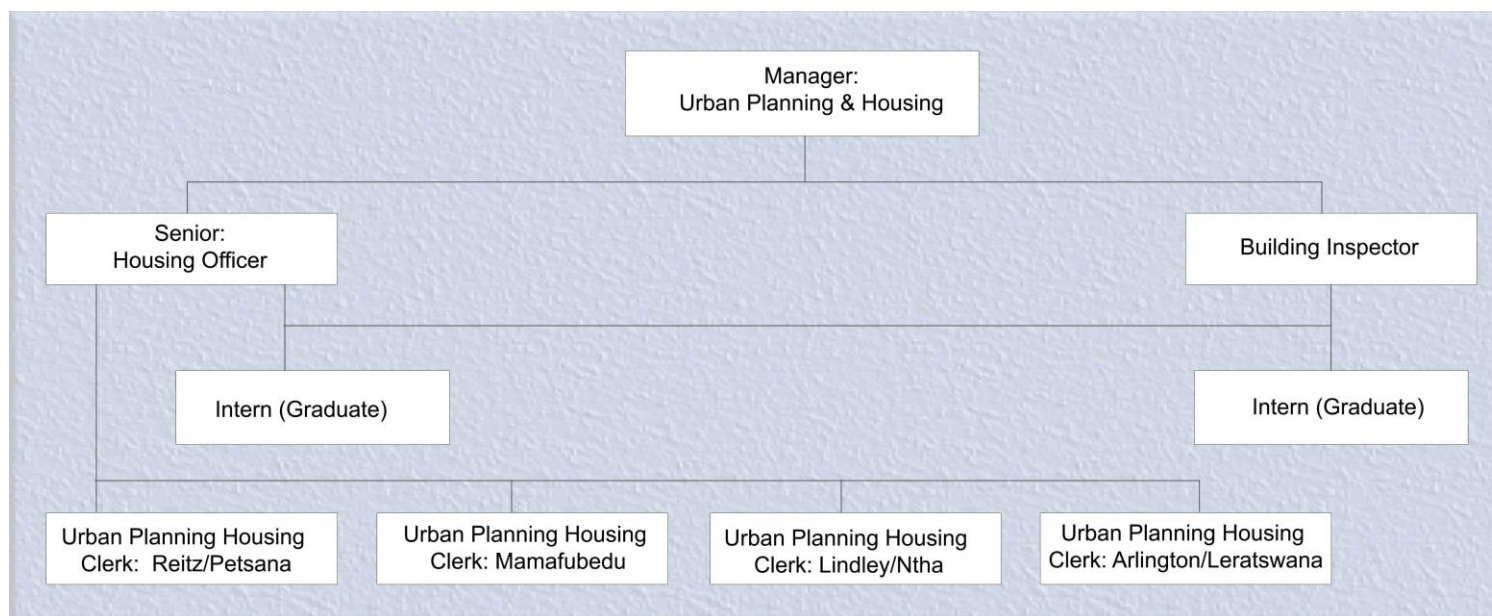 Manager:
Urban Planning & Housing
Senior:
Housing Officer
Building Inspector
Intern (Graduate)
Intern (Graduate)
Urban Planning Housing
Clerk: Reitz/Petsana
Urban Planning Housing
Clerk: Mamafubedu
Urban Planning Housing
Clerk: Lindley/Ntha
Urban Planning Housing
Clerk: Arlington/Leratswana